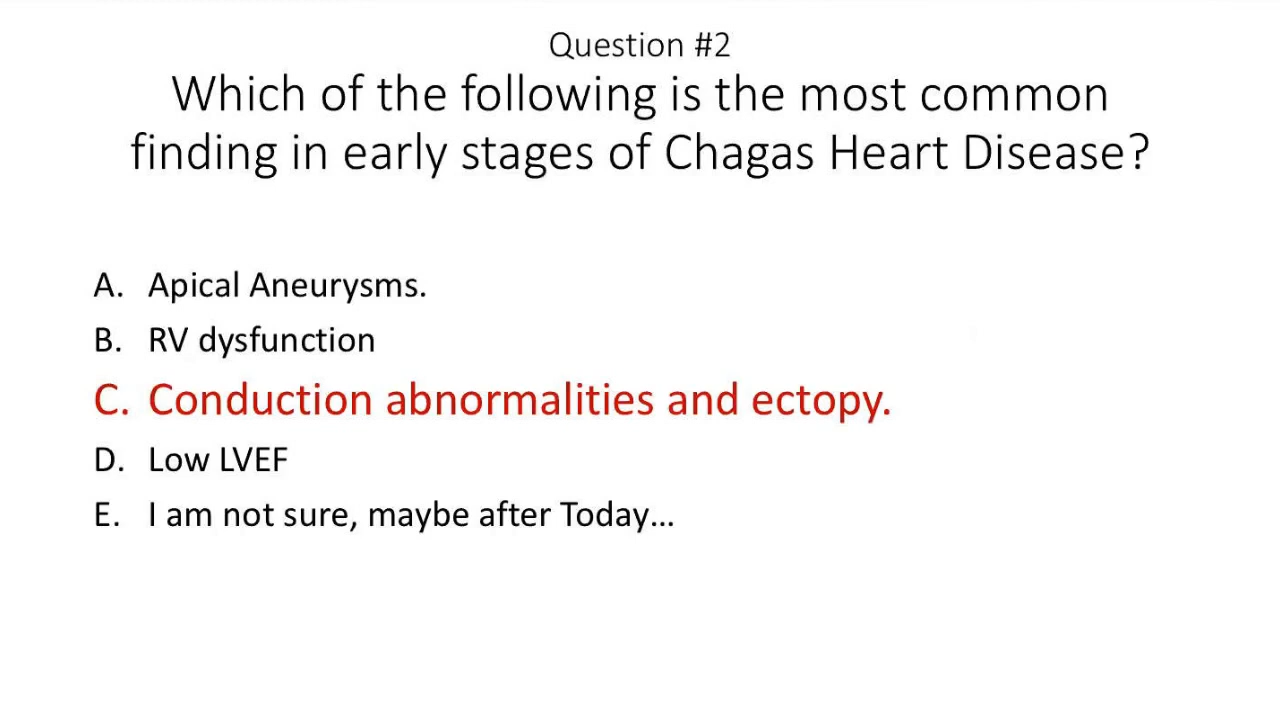 Question #2
Which of the following is the most common
finding in early stages of Chagas Heart Disease?
A. Apical Aneurysms.
B. RV dysfunction
C. Conduction abnormalities and ectopy.
D. Low LVEF
E. I am not sure, maybe after Today...